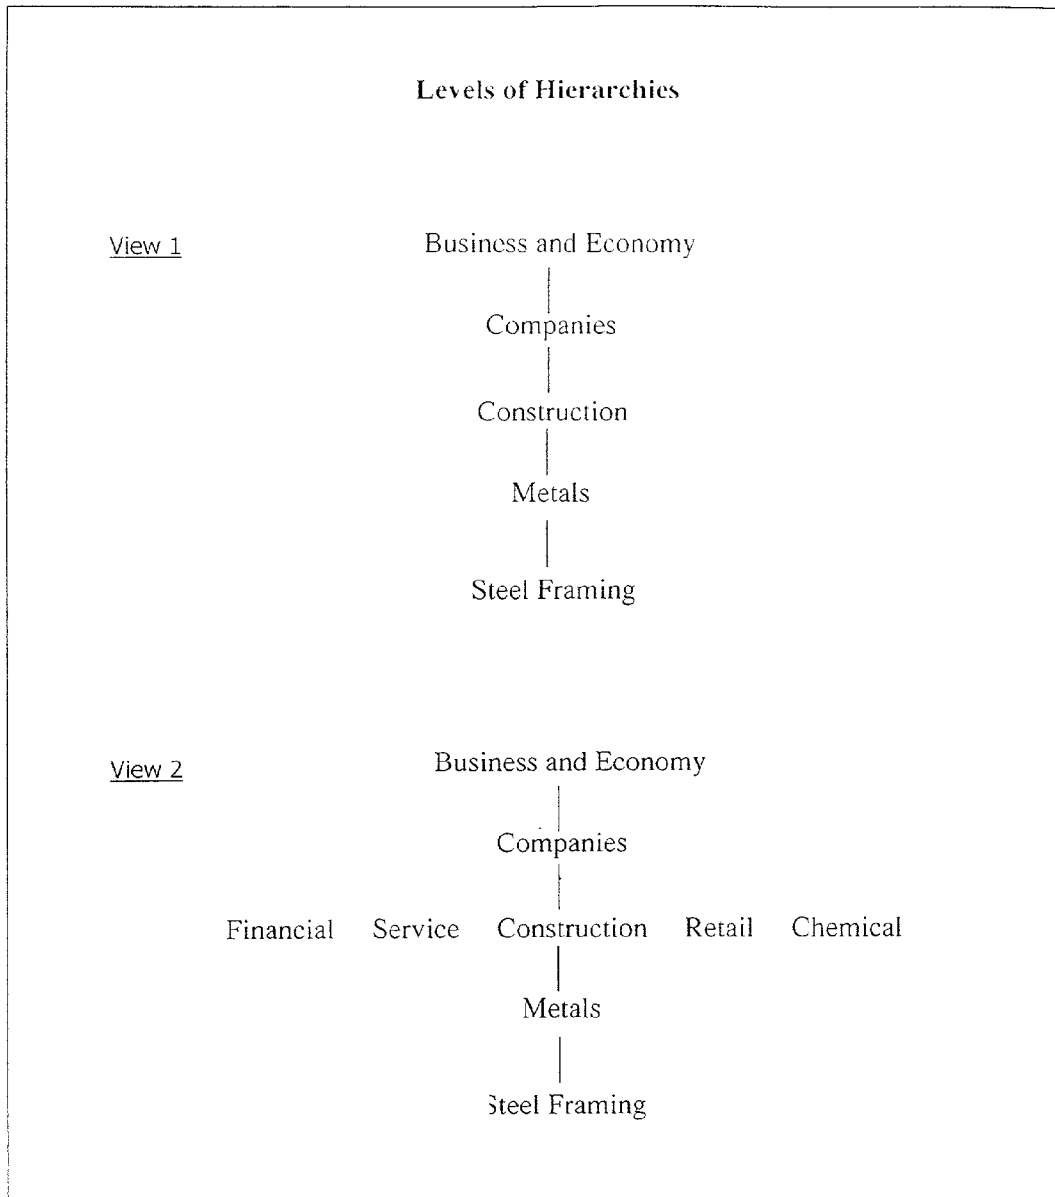 Levels of Hierarchies
View 1
Business and Economy
Companies
Construction
Metals
Steel Framing
View 2
Business and Economy
Companies
Financial Service Construction Retail Chemical
Metals
Steel Framing